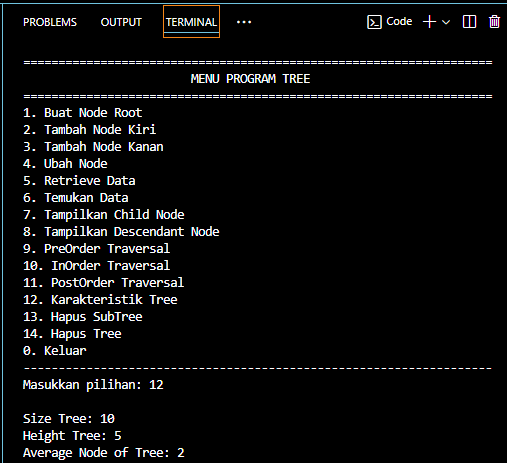 PROBLEMS OUTPUT TERMINAL ... Code
===================================================================
MENU PROGRAM TREE
===================================================================
1. Buat Node Root
2. Tambah Node Kiri
3. Tambah Node Kanan
4. Ubah Node
5. Retrieve Data
6. Temukan Data
7. Tampilkan Child Node
8. Tampilkan Descendant Node
9. PreOrder Traversal
10. InOrder Traversal
11. PostOrder Traversal
12. Karakteristik Tree
13. Hapus SubTree
14. Hapus Tree
0. Keluar
-------------------------------------------------------------------
Masukkan pilihan: 12
Size Tree: 10
Height Tree: 5
Average Node of Tree: 2